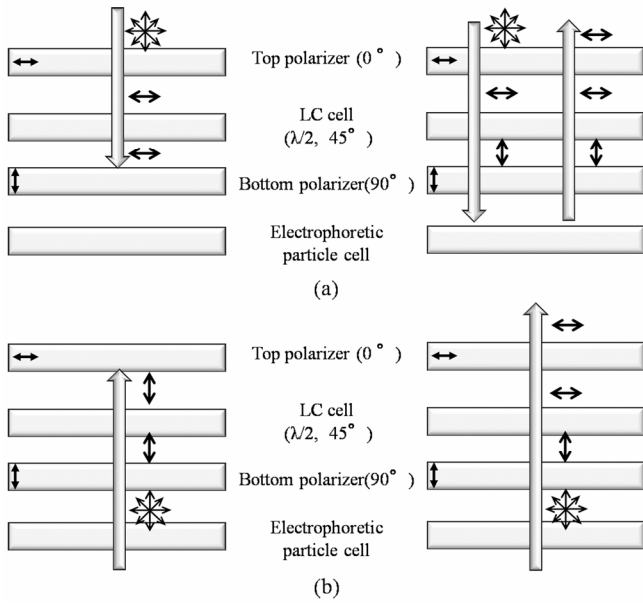 Top polarizer (0°)
LC cell
(λ/2, 45°)
Bottom polarizer(90°)
Electrophoretic
particle cell
(a)
Top polarizer (0°)
LC cell
(λ/2, 45°)
Bottom polarizer(90°)
Electrophoretic
particle cell
(b)